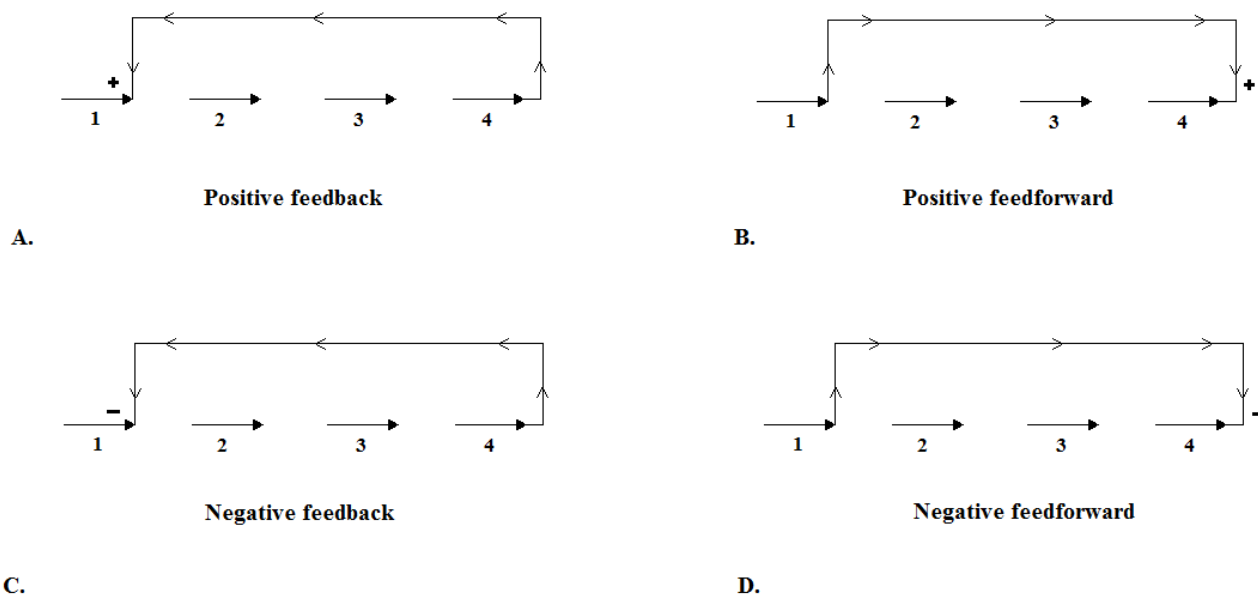 +
1 2 3 4
Positive feedback
A.
+
1 2 3 4
Positive feedforward
B.
-
1 2 3 4
Negative feedback
C.
-
1 2 3 4
Negative feedforward
D.